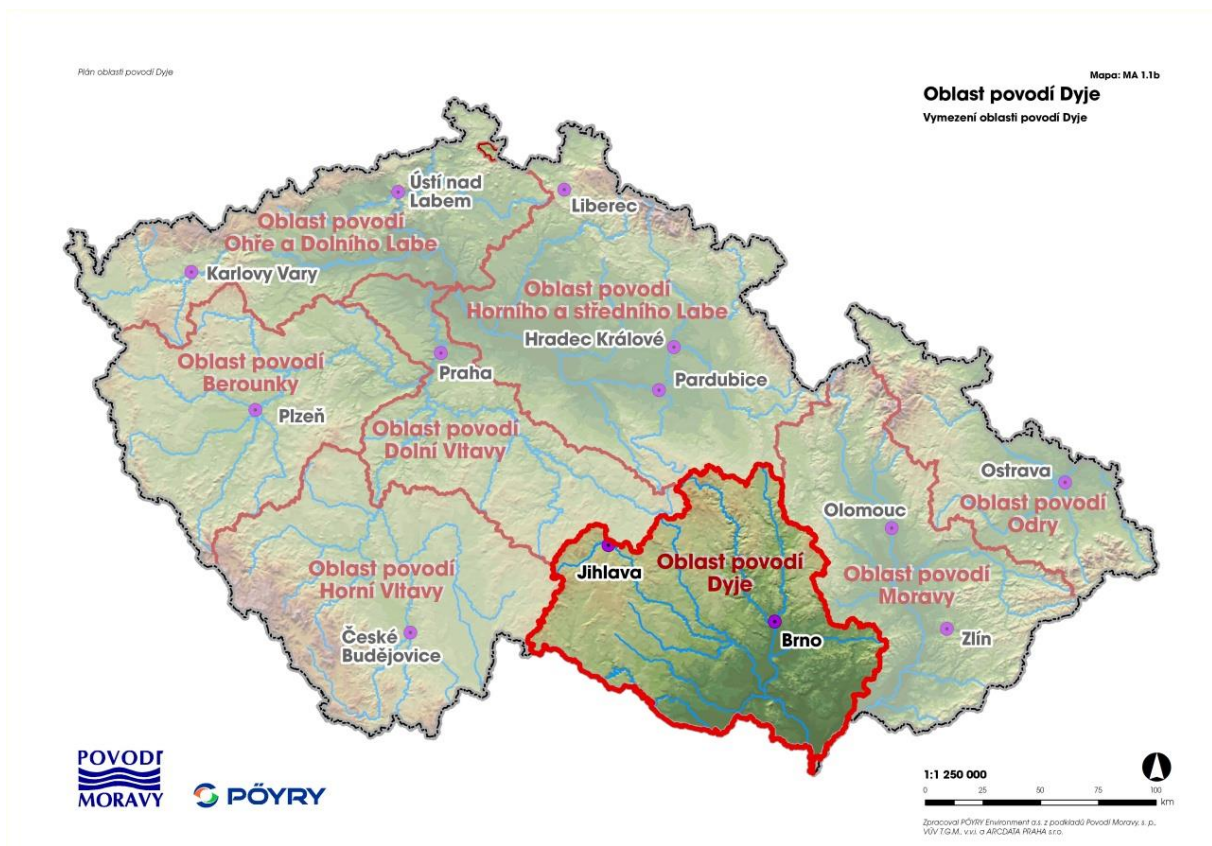 Plán oblasti povodí Dyje
Mapa: MA 1.1b
Oblast povodí Dyje
Vymezení oblasti povodí Dyje
Ústí nad
Labem
Liberec
Oblast povodí
Ohře a Dolního Labe
Karlovy Vary
Oblast povodí
Horního a středního Labe
Hradec Králové
Oblast povodí
Berounky
Praha
Pardubice
Plzeň
Oblast povodí
Dolní Vltavy
Ostrava
Olomouc
Oblast povodí
Odry
Oblast povodí
Horní Vltavy
Jihlava
Oblast povodí
Dyje
Oblast povodí
Moravy
České
Budějovice
Brno
Zlín
POVODÍ
MORAVY
PÖYRY
1:1 250 000
0 25 50 75 100
km
Zpracoval PÖYRY Environment a.s. z podkladů Povodí Moravy, s. p.,
VÚV T.G.M., v.v.i. a ARCDATA PRAHA s.r.o.